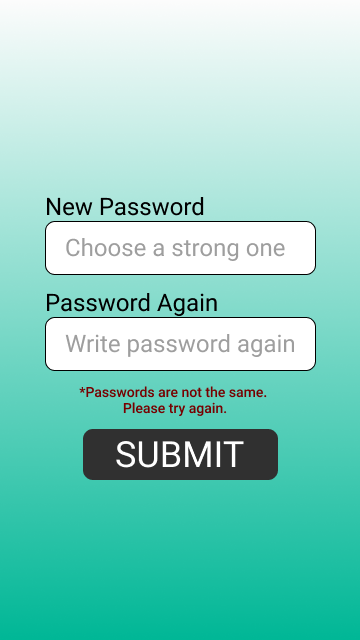 New Password
Choose a strong one
Password Again
Write password again
*Passwords are not the same.
Please try again.
SUBMIT